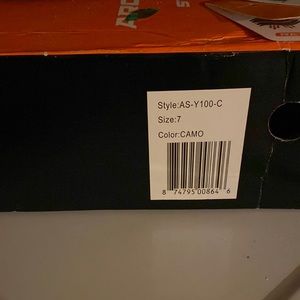 Style:AS-Y100-C
Size:7
Color:CAMO
8 74795 00864 6